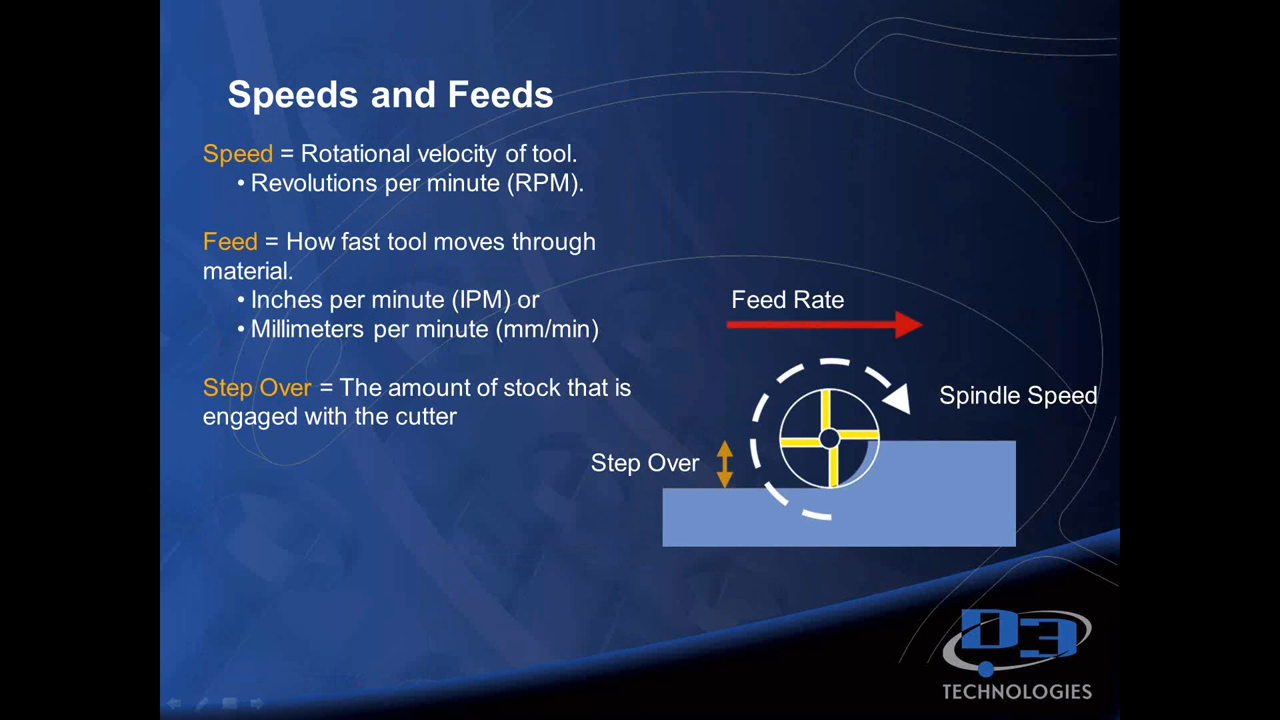 Speeds and Feeds
Speed = Rotational velocity of tool.
• Revolutions per minute (RPM).
Feed = How fast tool moves through
material.
• Inches per minute (IPM) or
• Millimeters per minute (mm/min)
Step Over = The amount of stock that is
engaged with the cutter
Feed Rate
Spindle Speed
Step Over
D3
TECHNOLOGIES